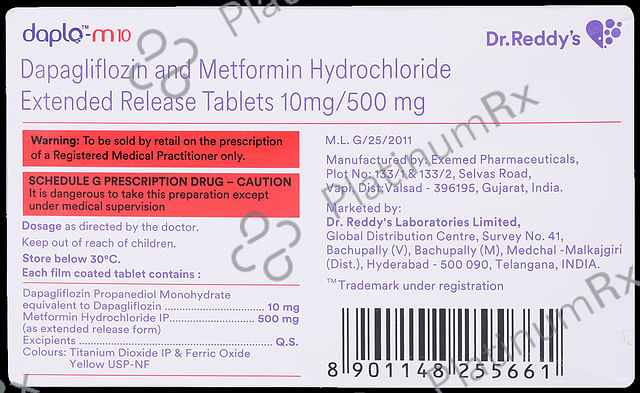 daplo™-m 10
Dr.Reddy's
Dapagliflozin and Metformin Hydrochloride
Extended Release Tablets 10mg/500 mg
Warning: To be sold by retail on the prescription
of a Registered Medical Practitioner only.
SCHEDULE G PRESCRIPTION DRUG – CAUTION
It is dangerous to take this preparation except
under medical supervision
Dosage as directed by the doctor.
Keep out of reach of children.
Store below 30°C.
Each film coated tablet contains :
Dapagliflozin Propanediol Monohydrate
equivalent to Dapagliflozin ........................ 10 mg
Metformin Hydrochloride IP........................ 500 mg
(as extended release form)
Excipients ........................ Q.S.
Colours: Titanium Dioxide IP & Ferric Oxide
Yellow USP-NF
M.L. G/25/2011
Manufactured by: Exemed Pharmaceuticals,
Plot No. 133/1 & 133/2, Selvas Road,
Vapi, Dist: Valsad - 396195, Gujarat, India.
Marketed by:
Dr. Reddy's Laboratories Limited,
Global Distribution Centre, Survey No. 41,
Bachupally (V), Bachupally (M), Medchal -Malkajgiri
(Dist.), Hyderabad - 500 090, Telangana, INDIA.
™Trademark under registration
8 901148 255661
PlatinumRx
PlatinumRx
PlatinumRx